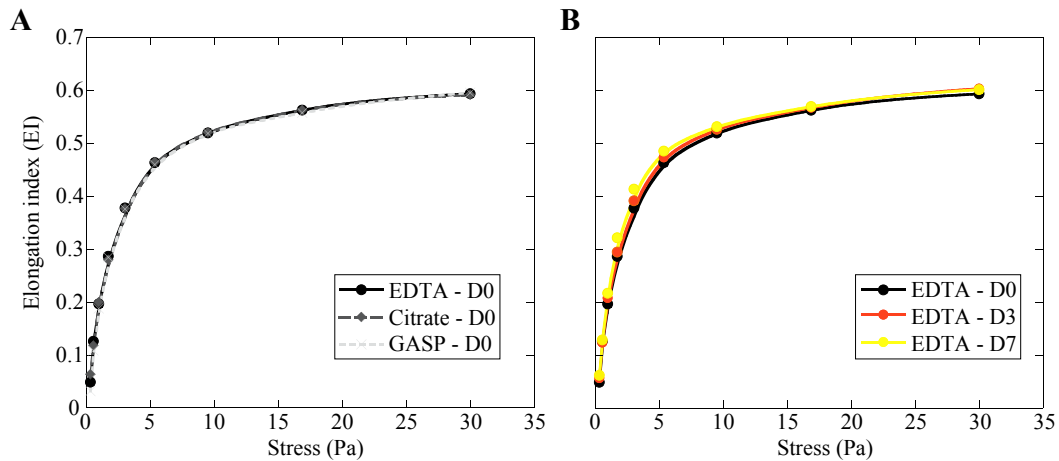 A
B
Elongation index (EI)
0.7
0.6
0.5
0.4
0.3
0.2
0.1
0
EDTA - D0
Citrate - D0
GASP - D0
0 5 10 15 20 25 30 35
Stress (Pa)
EDTA - D0
EDTA - D3
EDTA - D7
0 5 10 15 20 25 30 35
Stress (Pa)